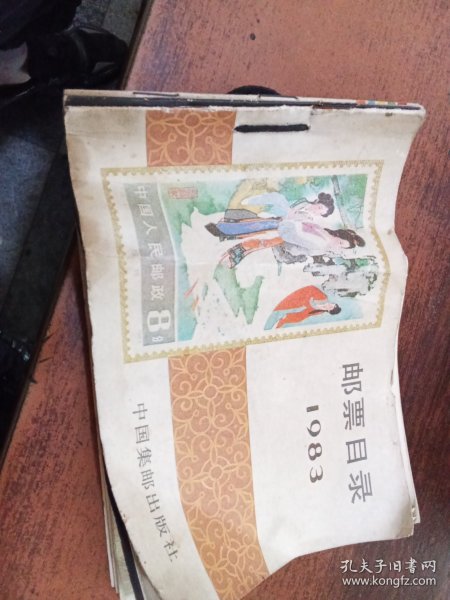 邮票目录
1983
中国人民邮政
8分
中国集邮出版社
孔夫子旧书网
www.kongfz.com